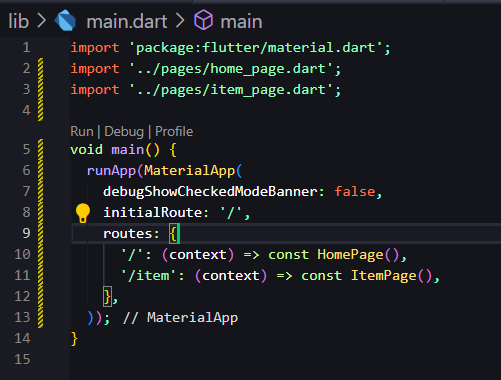 lib > main.dart > main
1 import 'package:flutter/material.dart';
2 import '../pages/home_page.dart';
3 import '../pages/item_page.dart';
4
Run | Debug | Profile
5 void main() {
6   runApp(MaterialApp(
7     debugShowCheckedModeBanner: false,
8     initialRoute: '/',
9     routes: {
10       '/': (context) => const HomePage(),
11       '/item': (context) => const ItemPage(),
12     },
13   )); // MaterialApp
14 }
15